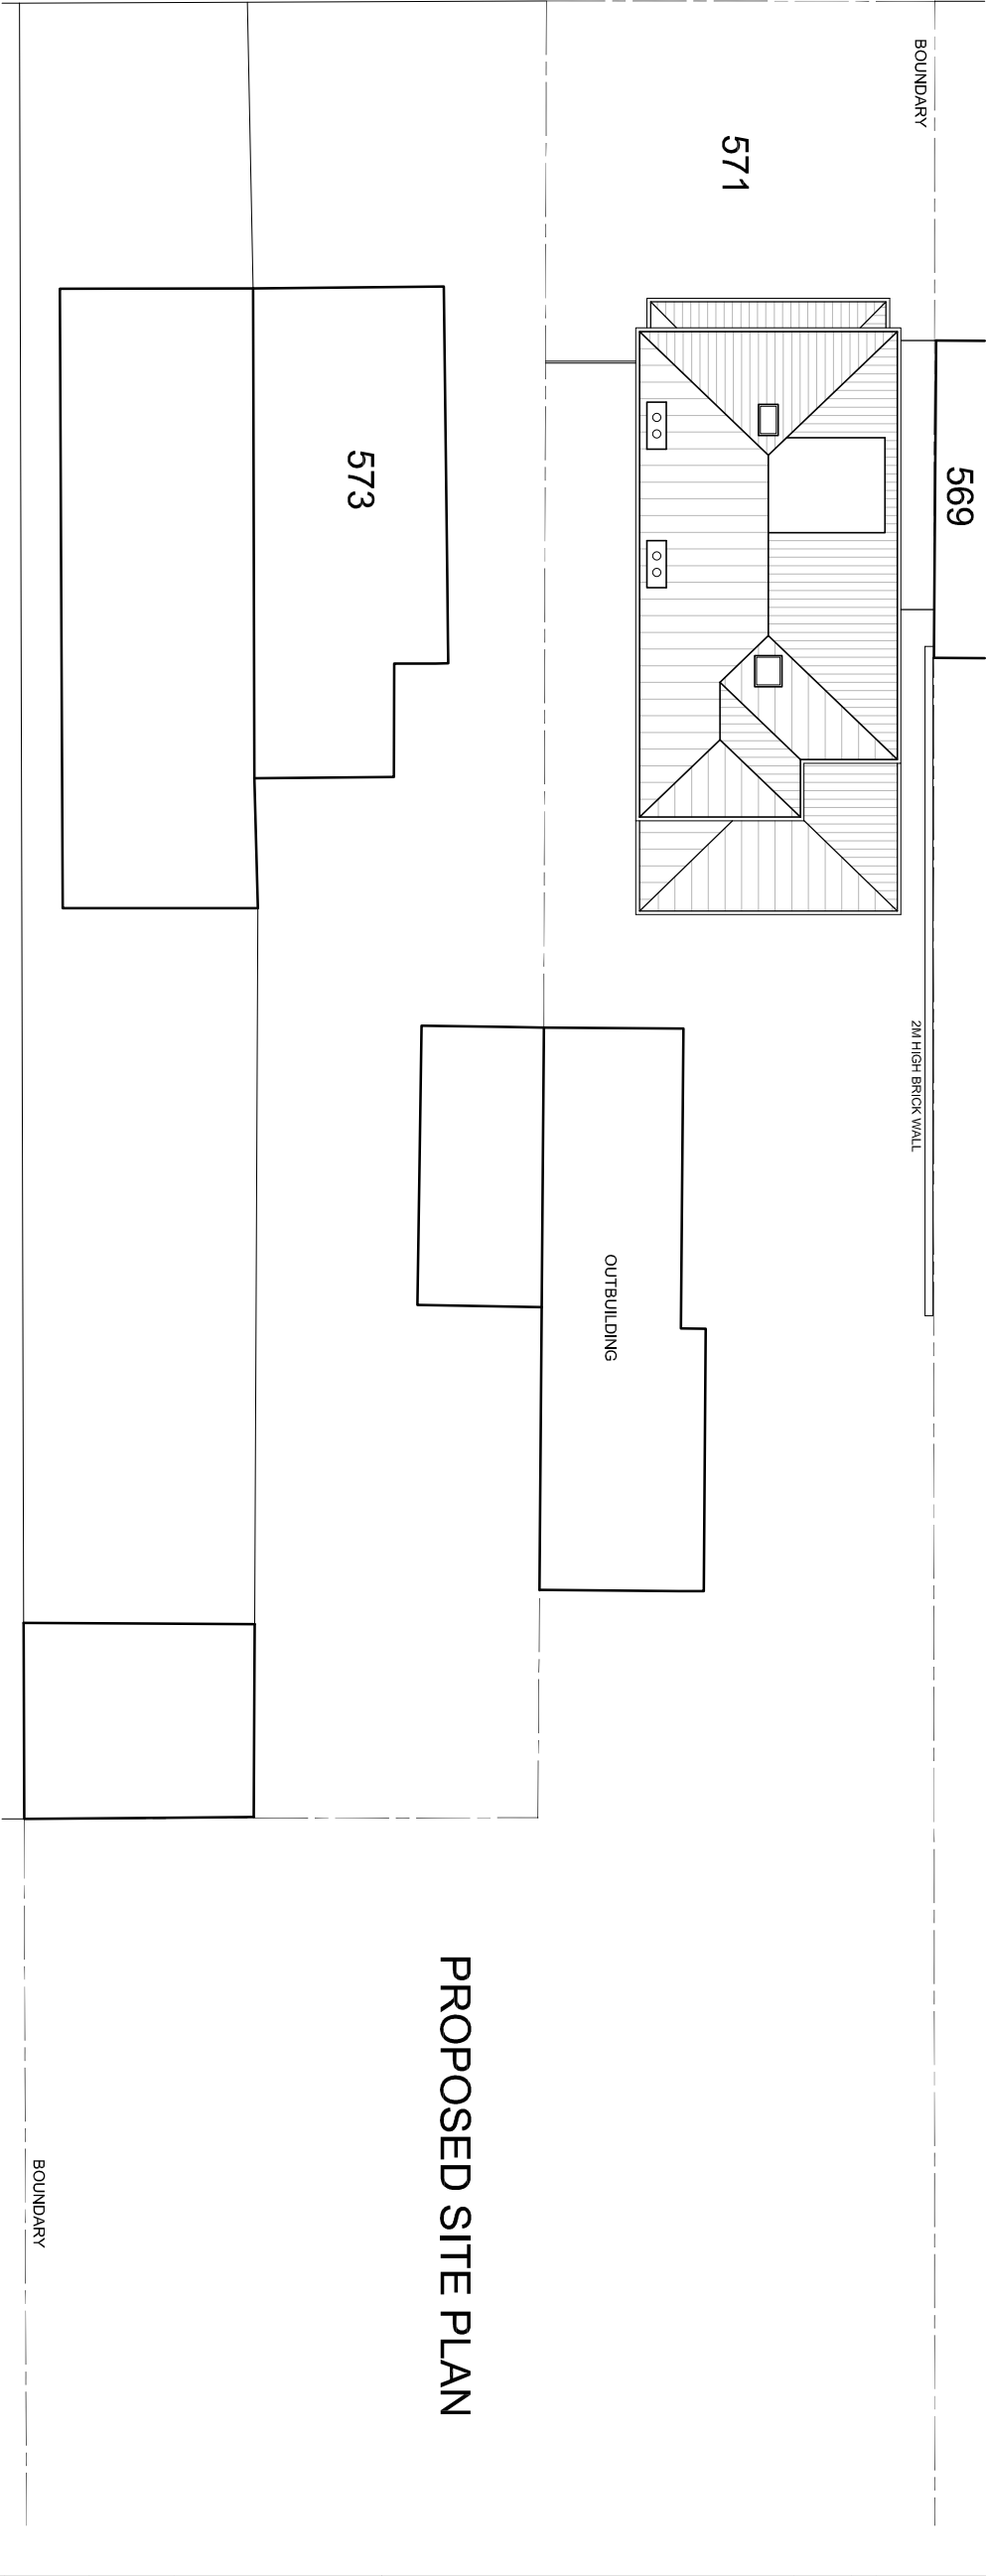 BOUNDARY
571
569
573
2M HIGH BRICK WALL
OUTBUILDING
PROPOSED SITE PLAN
BOUNDARY